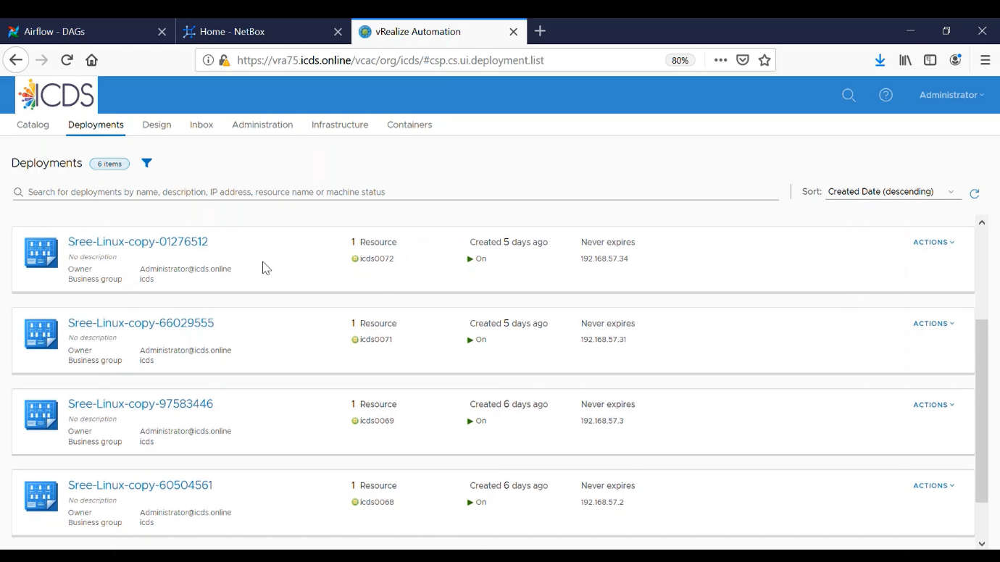 Airflow - DAGs
Home - NetBox
vRealize Automation
https://vra75.icds.online/vcac/org/icds/#csp.cs.ui.deployment.list
80%
ICDS
Administrator
Catalog
Deployments
Design
Inbox
Administration
Infrastructure
Containers
Deployments
6 items
Search for deployments by name, description, IP address, resource name or machine status
Sort: Created Date (descending)
Sree-Linux-copy-01276512
1 Resource
Created 5 days ago
Never expires
ACTIONS
No description
icds0072
On
192.168.57.34
Owner Administrator@icds.online
Business group icds
Sree-Linux-copy-66029555
1 Resource
Created 5 days ago
Never expires
ACTIONS
No description
icds0071
On
192.168.57.31
Owner Administrator@icds.online
Business group icds
Sree-Linux-copy-97583446
1 Resource
Created 6 days ago
Never expires
ACTIONS
No description
icds0069
On
192.168.57.3
Owner Administrator@icds.online
Business group icds
Sree-Linux-copy-60504561
1 Resource
Created 6 days ago
Never expires
ACTIONS
No description
icds0068
On
192.168.57.2
Owner Administrator@icds.online
Business group icds